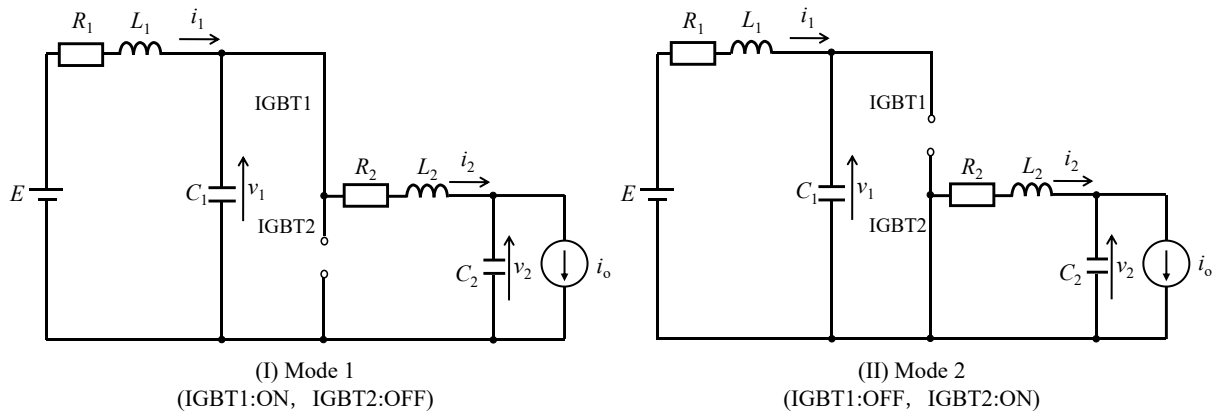 R1 L1 i1
IGBT1
E
C1
v1
R2 L2 i2
IGBT2
C2
v2
io
(I) Mode 1
(IGBT1:ON, IGBT2:OFF)
R1 L1 i1
IGBT1
E
C1
v1
R2 L2 i2
IGBT2
C2
v2
io
(II) Mode 2
(IGBT1:OFF, IGBT2:ON)